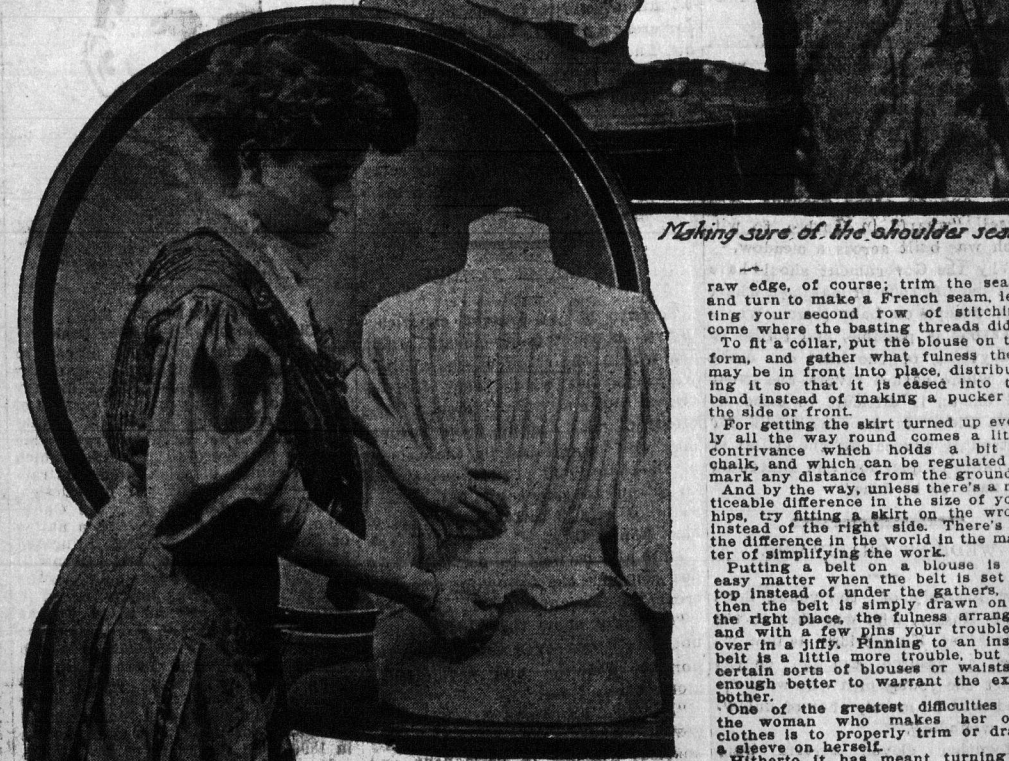 Making sure of the shoulder sea
raw edge, of course; trim the sea
and turn to make a French seam, le
ting your second row of stitchi
come where the basting threads did
To fit a collar, put the blouse on t
form, and gather what fulness the
may be in front into place, distribu
ing it so that it is eased into t
band instead of making a pucker
the side or front.
For getting the skirt turned up eve
ly all the way round comes a lit
contrivance which holds a bit
chalk, and which can be regulated
mark any distance from the ground
And by the way, unless there's a n
ticeable difference in the size of yo
hips, try fitting a skirt on the wro
instead of the right side. There's
the difference in the world in the ma
ter of simplifying the work.
Putting a belt on a blouse is
easy matter when the belt is set
top instead of under the gathers,
then the belt is simply drawn on
the right place, the fulness arrang
and with a few pins your trouble
over in a jiffy. Pinning to an ins
belt is a little more trouble, but
certain sorts of blouses or waists
enough better to warrant the ex
bother.
One of the greatest difficulties
the woman who makes her o
clothes is to properly trim or dra
a sleeve on herself.
Hitherto it has meant turning